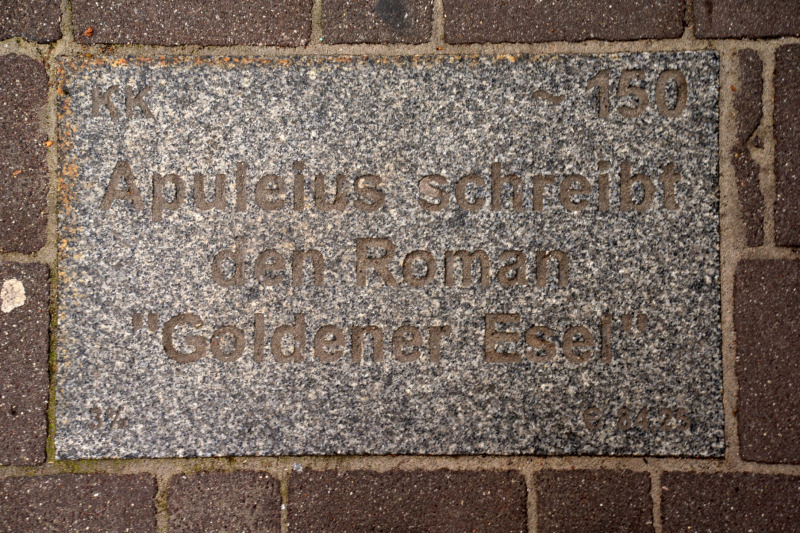 KK ~ 150
Apuleius schreibt
den Roman
"Goldener Esel"